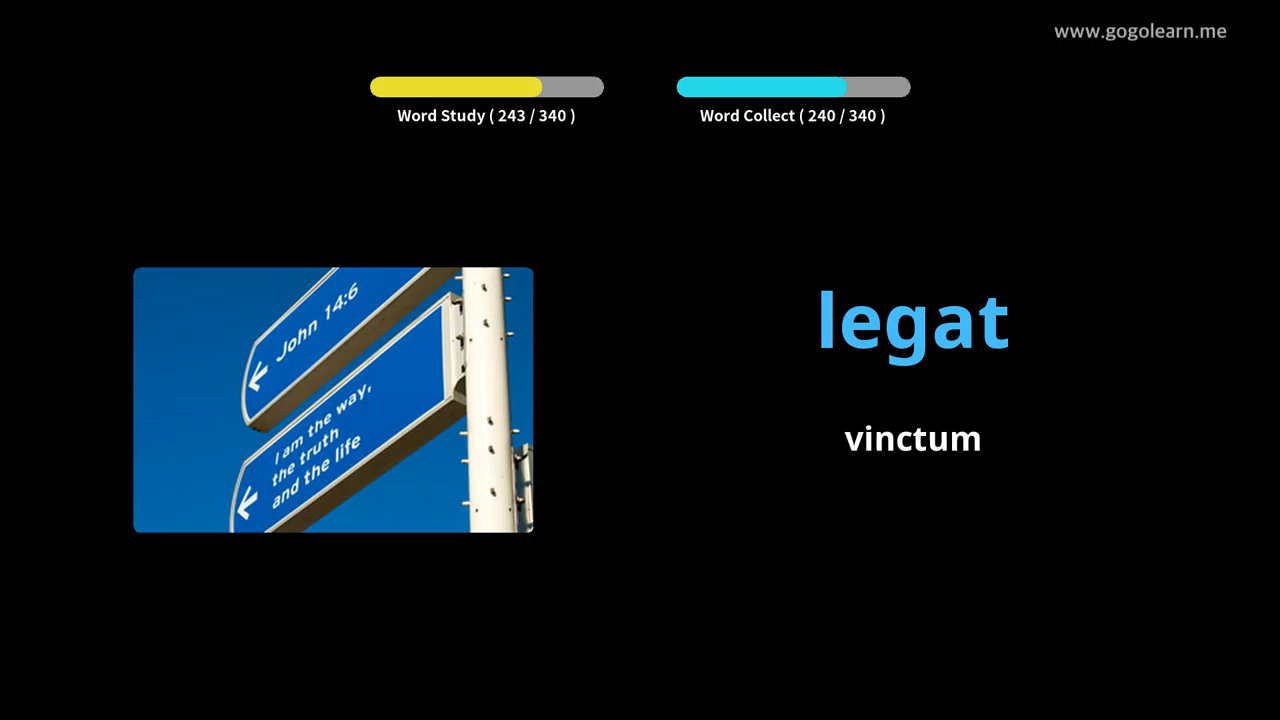 www.gogolearn.me
Word Study ( 243 / 340 )
Word Collect ( 240 / 340 )
John 14:6
I am the way,
the truth
and the life
legat
vinctum